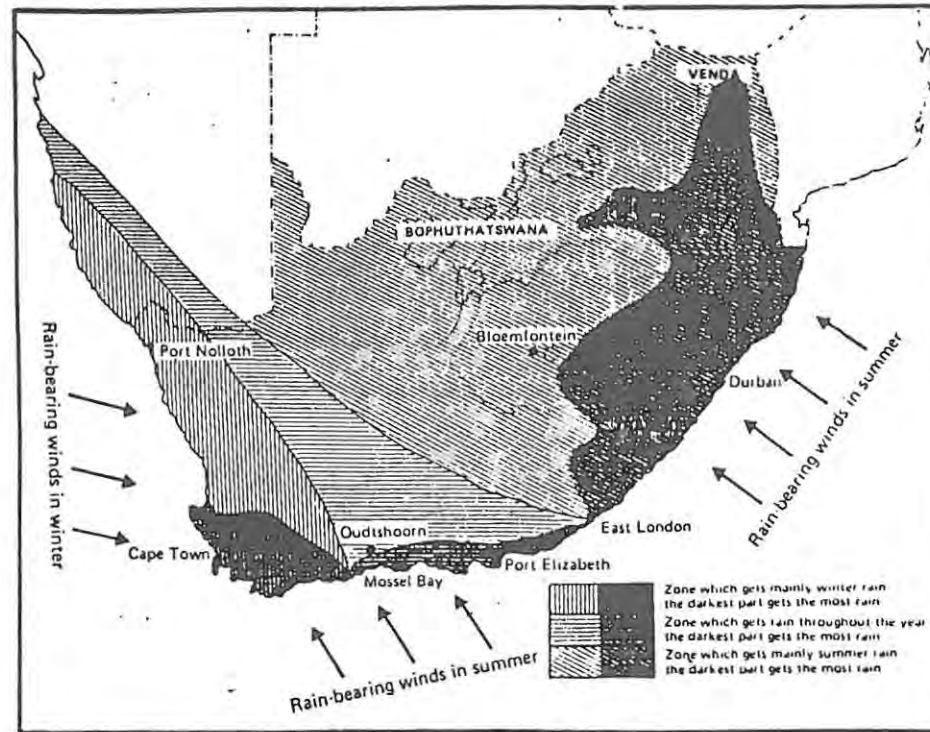 VENDA
BOPHUTHATSWANA
Bloemfontein
Port Nolloth
Durban
Rain-bearing winds in winter
Rain-bearing winds in summer
Oudtshoorn
East London
Cape Town
Port Elizabeth
Mossel Bay
Rain-bearing winds in summer
Zone which gets mainly winter rain
the darkest part gets the most rain
Zone which gets rain throughout the year
the darkest part gets the most rain
Zone which gets mainly summer rain
the darkest part gets the most rain